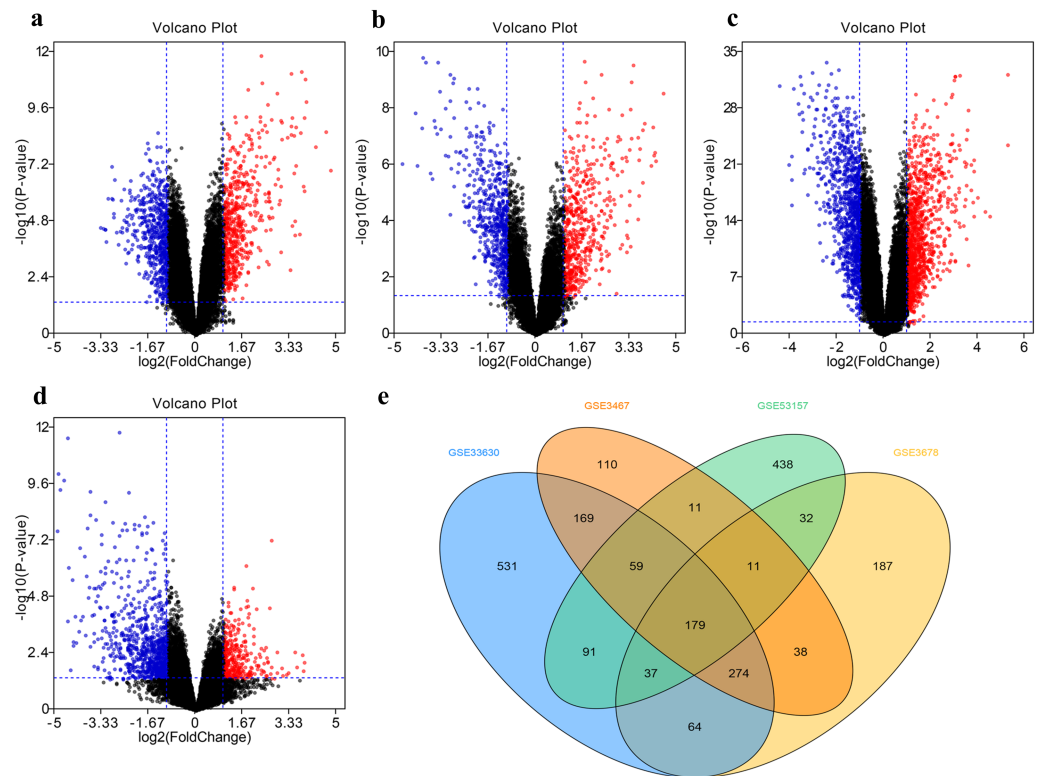 a
Volcano Plot
12
9.6
7.2
4.8
2.4
0
-log10(P-value)
-5 -3.33 -1.67 0 1.67 3.33 5
log2(FoldChange)
b
Volcano Plot
10
8
6
4
2
0
-log10(P-value)
-5 -3.33 -1.67 0 1.67 3.33 5
log2(FoldChange)
c
Volcano Plot
35
28
21
14
7
0
-log10(P-value)
-6 -4 -2 0 2 4 6
log2(FoldChange)
d
Volcano Plot
12
9.6
7.2
4.8
2.4
0
-log10(P-value)
-5 -3.33 -1.67 0 1.67 3.33 5
log2(FoldChange)
e
GSE3467 GSE53157
GSE33630 GSE3678
110 438
11
169 32
531 59 11 187
179
91 37 274 38
64